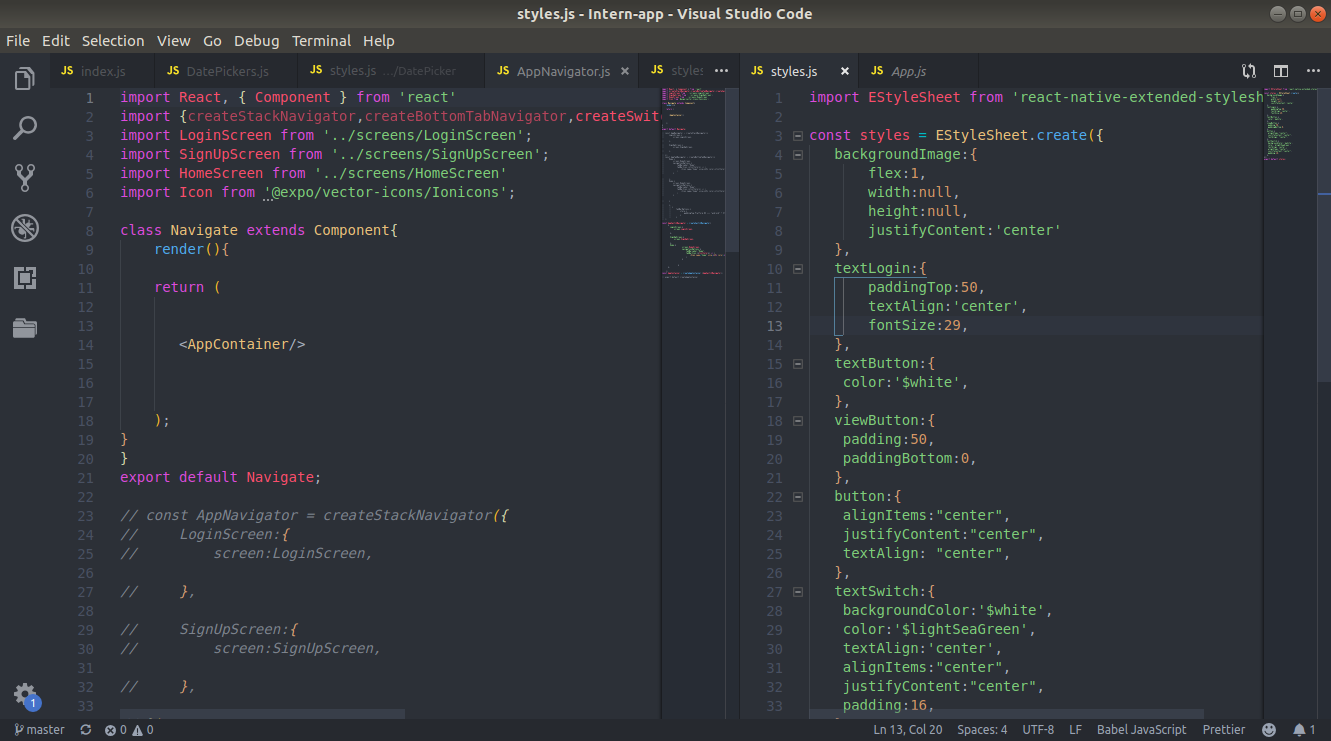 styles.js - Intern-app - Visual Studio Code
File Edit Selection View Go Debug Terminal Help
JS index.js JS DatePickers.js JS styles.js .../DatePicker JS AppNavigator.js × JS styles ··· JS styles.js × JS App.js ···
1 import React, { Component } from 'react'
2 import {createStackNavigator,createBottomTabNavigator,createSwit
3 import LoginScreen from '../screens/LoginScreen';
4 import SignUpScreen from '../screens/SignUpScreen';
5 import HomeScreen from '../screens/HomeScreen'
6 import Icon from '@expo/vector-icons/Ionicons';
7
8 class Navigate extends Component{
9 render(){
10
11 return (
12
13
14 <AppContainer/>
15
16
17
18 );
19 }
20 }
21 export default Navigate;
22
23 // const AppNavigator = createStackNavigator({
24 // LoginScreen:{
25 // screen:LoginScreen,
26
27 // },
28
29 // SignUpScreen:{
30 // screen:SignUpScreen,
31
32 // },
33
1 import EStyleSheet from 'react-native-extended-stylesh
2
3 const styles = EStyleSheet.create({
4 backgroundImage:{
5 flex:1,
6 width:null,
7 height:null,
8 justifyContent:'center'
9 },
10 textLogin:{
11 paddingTop:50,
12 textAlign:'center',
13 fontSize:29,
14 },
15 textButton:{
16 color:'$white',
17 },
18 viewButton:{
19 padding:50,
20 paddingBottom:0,
21 },
22 button:{
23 alignItems:"center",
24 justifyContent:"center",
25 textAlign: "center",
26 },
27 textSwitch:{
28 backgroundColor:'$white',
29 color:'$lightSeaGreen',
30 textAlign:'center',
31 alignItems:"center",
32 justifyContent:"center",
33 padding:16,
1
master 0 0 Ln 13, Col 20 Spaces: 4 UTF-8 LF Babel JavaScript Prettier 1